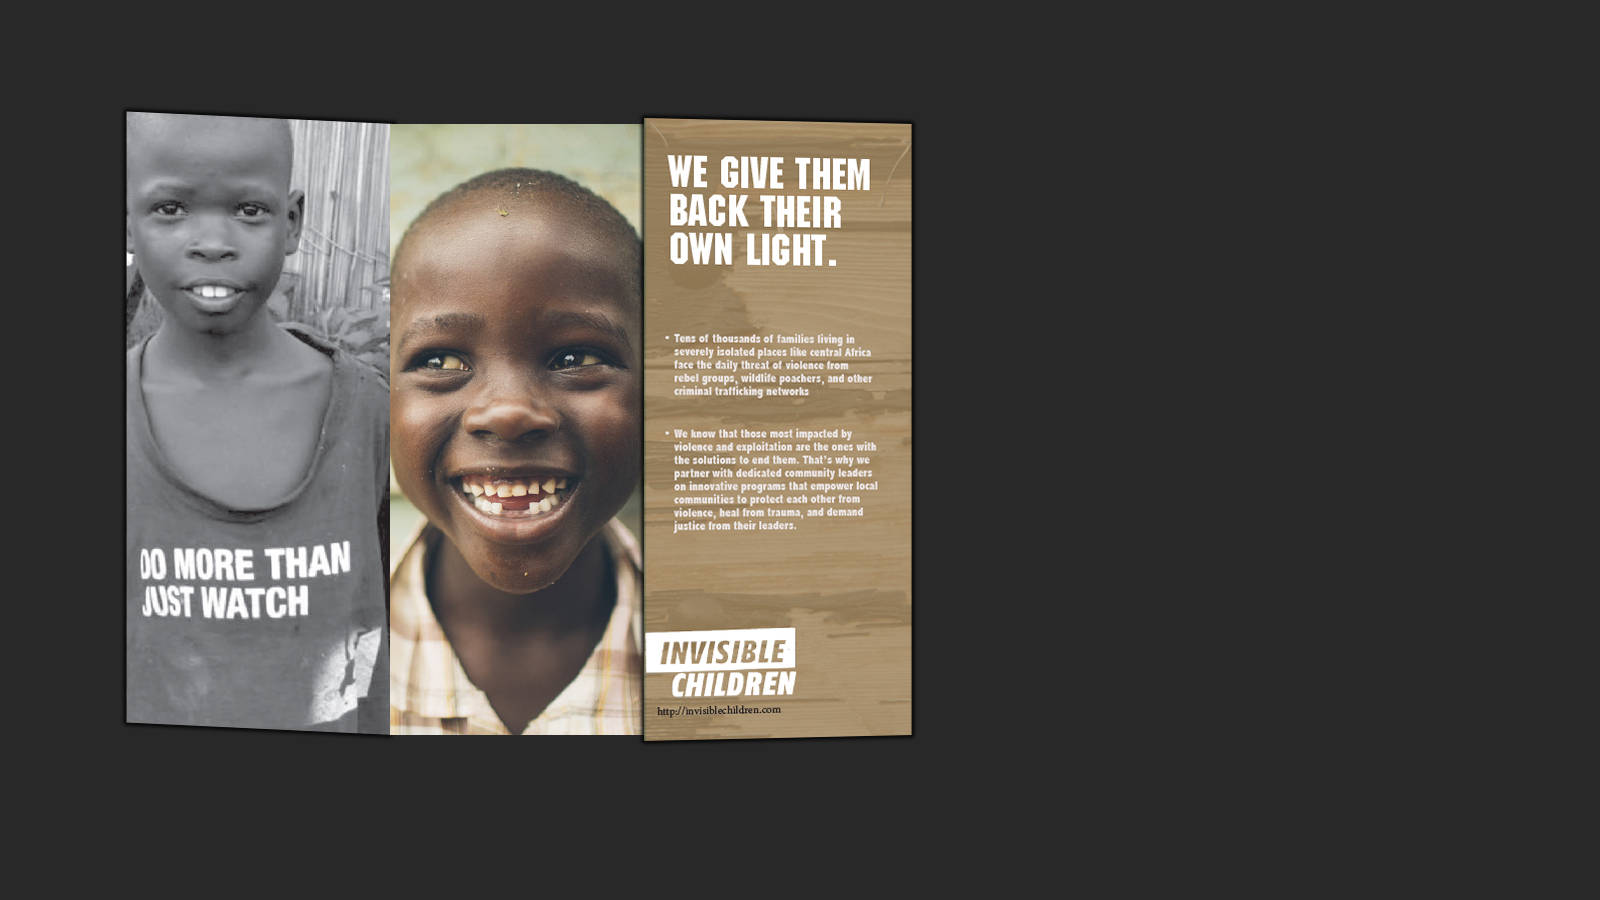 DO MORE THAN
JUST WATCH
WE GIVE THEM
BACK THEIR
OWN LIGHT.
• Tens of thousands of families living in
severely isolated places like central Africa
face the daily threat of violence from
rebel groups, wildlife poachers, and other
criminal trafficking networks
• We know that those most impacted by
violence and exploitation are the ones with
the solutions to end them. That's why we
partner with dedicated community leaders
on innovative programs that empower local
communities to protect each other from
violence, heal from trauma, and demand
justice from their leaders.
INVISIBLE
CHILDREN
http://invisiblechildren.com